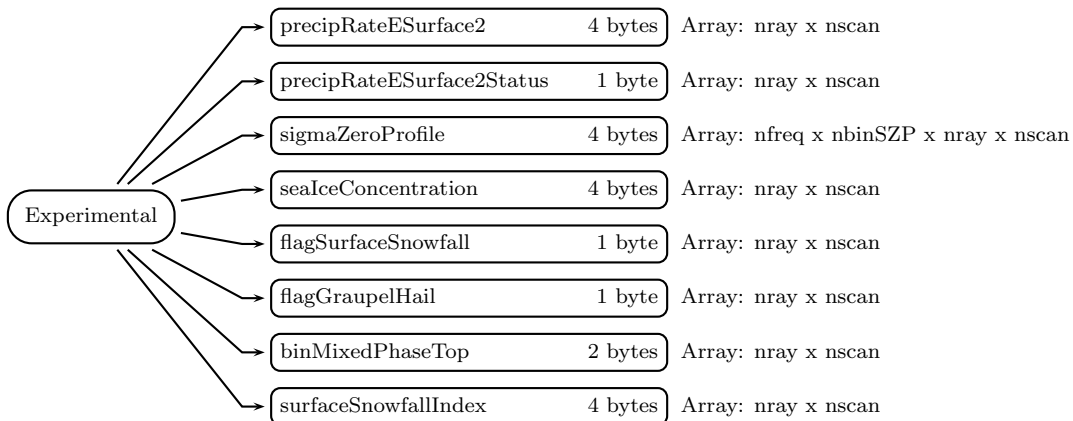 precipRateESurface2 4 bytes Array: nray x nscan
precipRateESurface2Status 1 byte Array: nray x nscan
sigmaZeroProfile 4 bytes Array: nfreq x nbinSZP x nray x nscan
seaIceConcentration 4 bytes Array: nray x nscan
Experimental
flagSurfaceSnowfall 1 byte Array: nray x nscan
flagGraupelHail 1 byte Array: nray x nscan
binMixedPhaseTop 2 bytes Array: nray x nscan
surfaceSnowfallIndex 4 bytes Array: nray x nscan